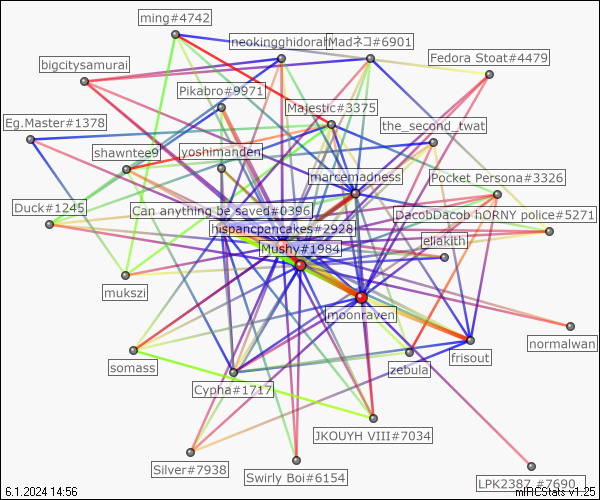 ming#4742
neokingghidorah
Madネコ#6901
Fedora Stoat#4479
bigcitysamurai
Pikabro#9971
Majestic#3375
Eg.Master#1378
the_second_twat
shawntee9
yoshimanden
marcemadness
Pocket Persona#3326
Duck#1245
Can anything be saved#0396
DacobDacob hORNY police#5271
hispancpancakes#2928
Mushy#1984
eliakith
mukszi
moonraven
normalwan
somass
zebula
frisout
Cypha#1717
JKOUYH VIII#7034
Silver#7938
Swirly Boi#6154
LPK2387 #7690
6.1.2024 14:56
mIRCStats v1.25